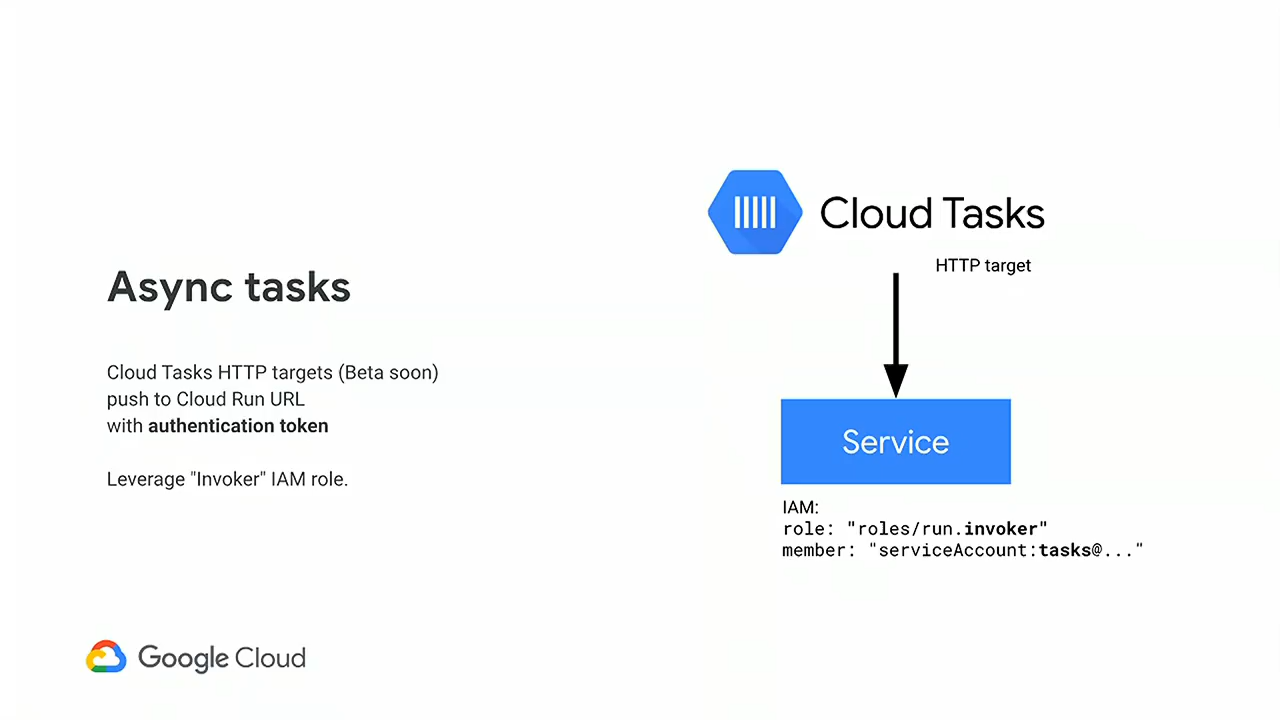 Async tasks
Cloud Tasks HTTP targets (Beta soon)
push to Cloud Run URL
with authentication token
Leverage "Invoker" IAM role.
Cloud Tasks
HTTP target
Service
IAM:
role: "roles/run.invoker"
member: "serviceAccount:tasks@..."
Google Cloud